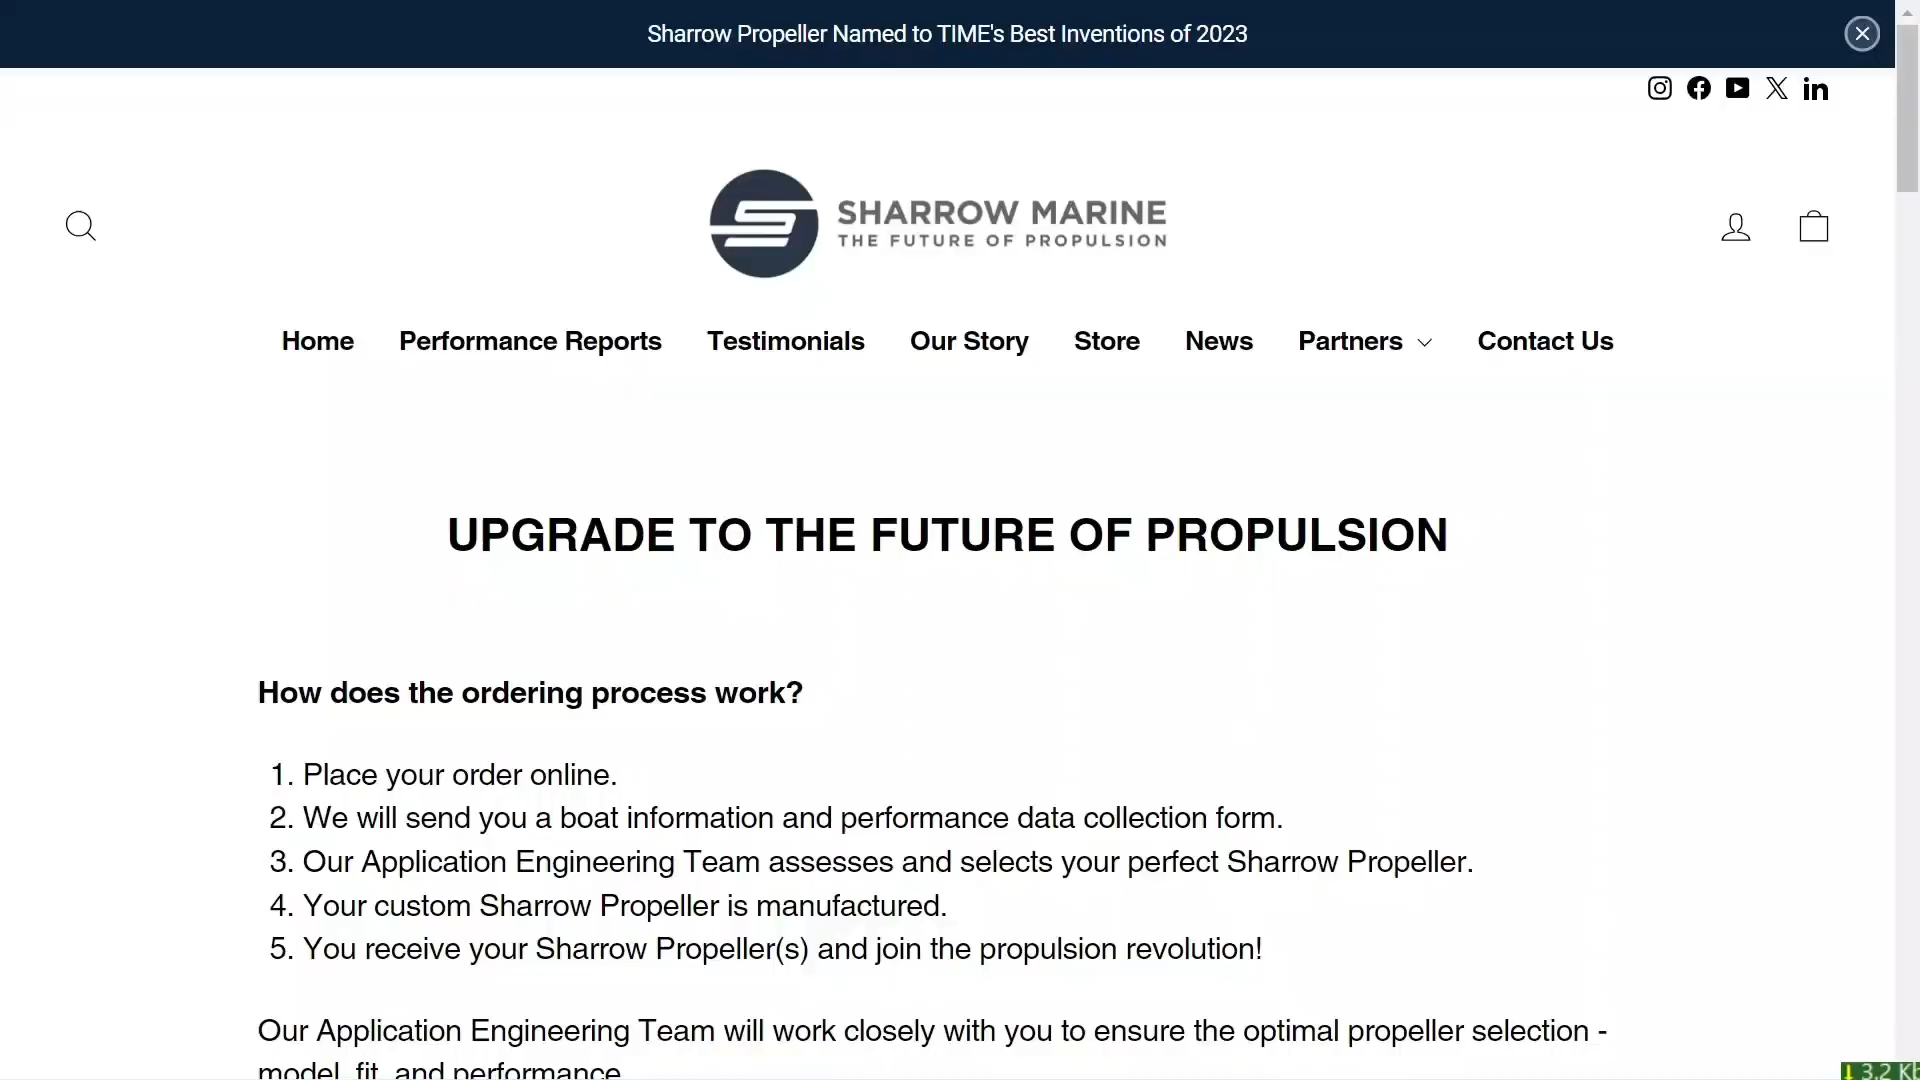 Sharrow Propeller Named to TIME's Best Inventions of 2023
SHARROW MARINE
THE FUTURE OF PROPULSION
Home Performance Reports Testimonials Our Story Store News Partners Contact Us
UPGRADE TO THE FUTURE OF PROPULSION
How does the ordering process work?
1. Place your order online.
2. We will send you a boat information and performance data collection form.
3. Our Application Engineering Team assesses and selects your perfect Sharrow Propeller.
4. Your custom Sharrow Propeller is manufactured.
5. You receive your Sharrow Propeller(s) and join the propulsion revolution!
Our Application Engineering Team will work closely with you to ensure the optimal propeller selection -
model, fit, and performance
3.2 Kb